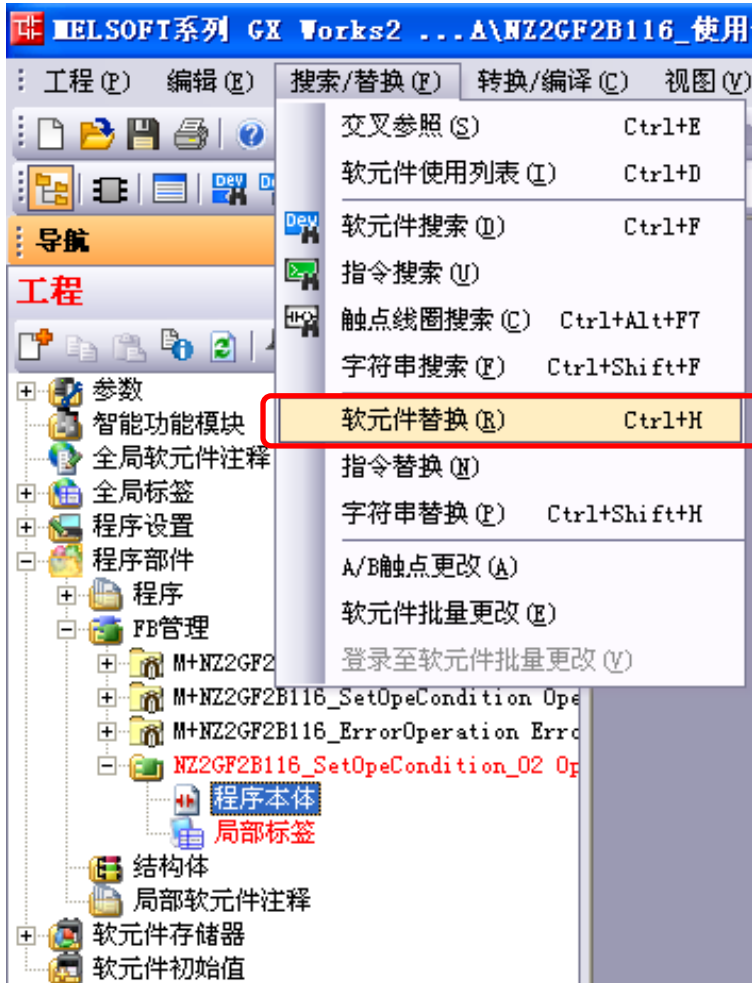 MELSOFT系列 GX Works2 ...A\NZ2GF2B116_使用
工程(P) 编辑(E) 搜索/替换(F) 转换/编译(C) 视图(V)
交叉参照(S) Ctrl+E
软元件使用列表(I) Ctrl+D
导航
软元件搜索(D) Ctrl+F
工程
指令搜索(U)
触点线圈搜索(C) Ctrl+Alt+F7
字符串搜索(F) Ctrl+Shift+F
软元件替换(R) Ctrl+H
指令替换(N)
字符串替换(P) Ctrl+Shift+H
A/B触点更改(A)
软元件批量更改(E)
登录至软元件批量更改(V)
参数
智能功能模块
全局软元件注释
全局标签
程序设置
程序部件
程序
FB管理
M+NZ2GF2
M+NZ2GF2B116_SetOpeCondition Ope
M+NZ2GF2B116_ErrorOperation Erro
NZ2GF2B116_SetOpeCondition_02 Op
程序本体
局部标签
结构体
局部软元件注释
软元件存储器
软元件初始值